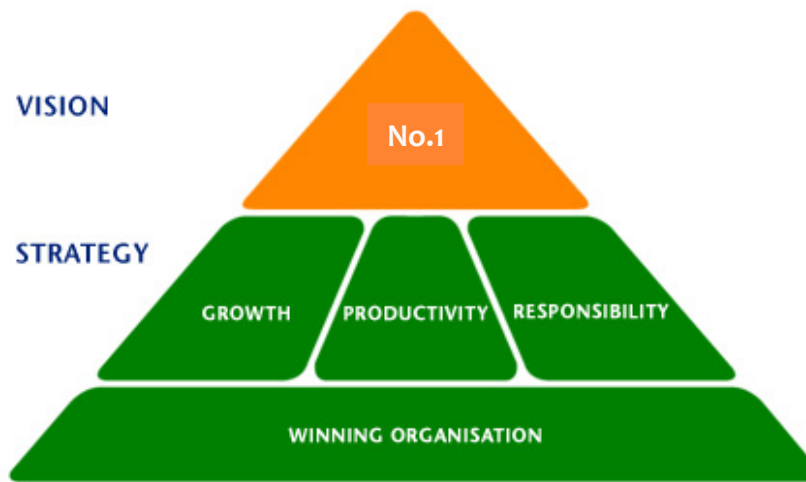 VISION
No.1
STRATEGY
GROWTH
PRODUCTIVITY
RESPONSIBILITY
WINNING ORGANISATION